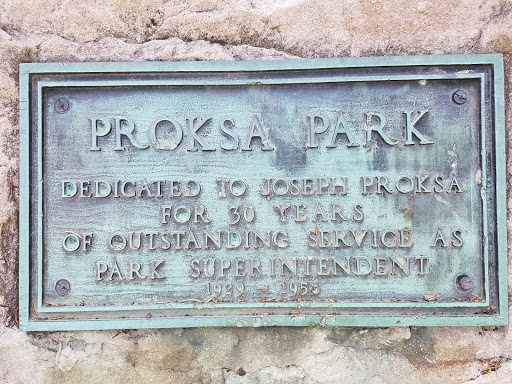 PROKSA PARK
DEDICATED TO JOSEPH PROKSA
FOR 30 YEARS
OF OUTSTANDING SERVICE AS
PARK SUPERINTENDENT
1929 - 1958